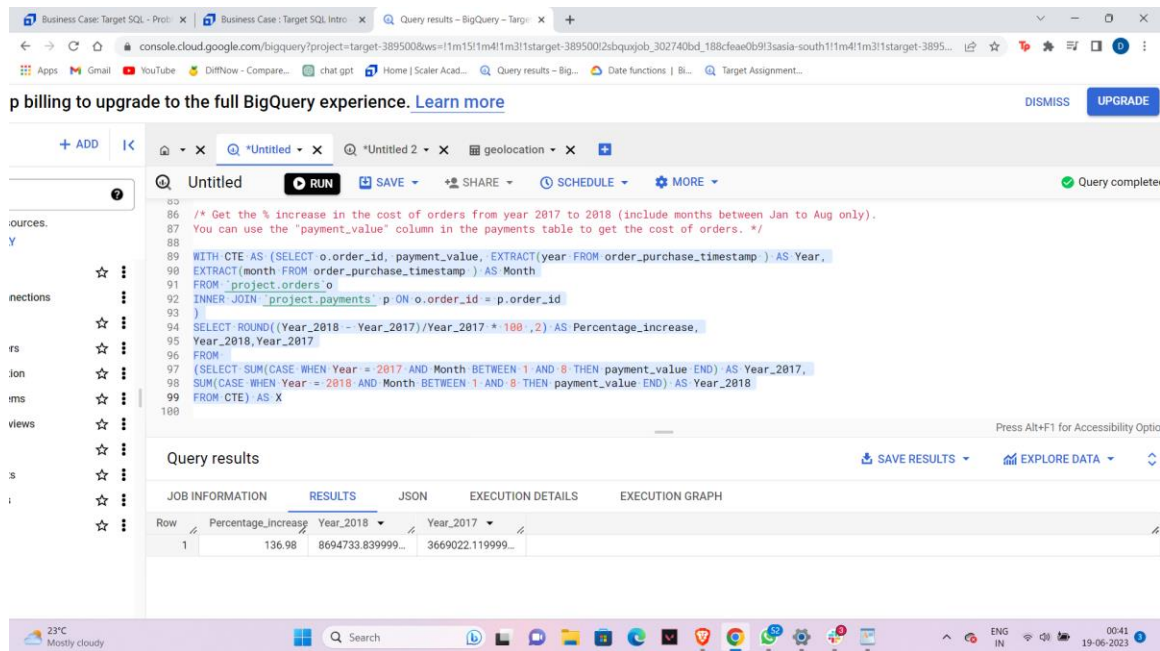 Business Case: Target SQL - Prob
Business Case : Target SQL Intro
Query results – BigQuery – Targe
console.cloud.google.com/bigquery?project=target-389500&ws=!1m15!1m4!1m3!1starget-389500!2sbquxjob_302740bd_188cfeae0b9!3sasia-south1!1m4!1m3!1starget-3895...
Apps Gmail YouTube DiffNow - Compare... chat gpt Home | Scaler Acad... Query results – Big... Date functions | Bi... Target Assignment...
p billing to upgrade to the full BigQuery experience. Learn more DISMISS UPGRADE
+ ADD *Untitled *Untitled 2 geolocation
Untitled RUN SAVE SHARE SCHEDULE MORE Query complete
85
86 /* Get the % increase in the cost of orders from year 2017 to 2018 (include months between Jan to Aug only).
87 You can use the "payment_value" column in the payments table to get the cost of orders. */
88
89 WITH CTE AS (SELECT o.order_id, payment_value, EXTRACT(year FROM order_purchase_timestamp ) AS Year,
90 EXTRACT(month FROM order_purchase_timestamp ) AS Month
91 FROM `project.orders`o
92 INNER JOIN `project.payments` p ON o.order_id = p.order_id
93 )
94 SELECT ROUND((Year_2018 - Year_2017)/Year_2017 * 100 ,2) AS Percentage_increase,
95 Year_2018,Year_2017
96 FROM
97 (SELECT SUM(CASE WHEN Year = 2017 AND Month BETWEEN 1 AND 8 THEN payment_value END) AS Year_2017,
98 SUM(CASE WHEN Year = 2018 AND Month BETWEEN 1 AND 8 THEN payment_value END) AS Year_2018
99 FROM CTE) AS X
100
ources.
Y
nnections
rs
ion
ems
views
ts
s
Press Alt+F1 for Accessibility Optio
Query results SAVE RESULTS EXPLORE DATA
JOB INFORMATION RESULTS JSON EXECUTION DETAILS EXECUTION GRAPH
Row Percentage_increase Year_2018 Year_2017
1 136.98 8694733.839999... 3669022.119999...
23°C
Mostly cloudy
Search
52
3
ENG
IN
00:41
19-06-2023
3